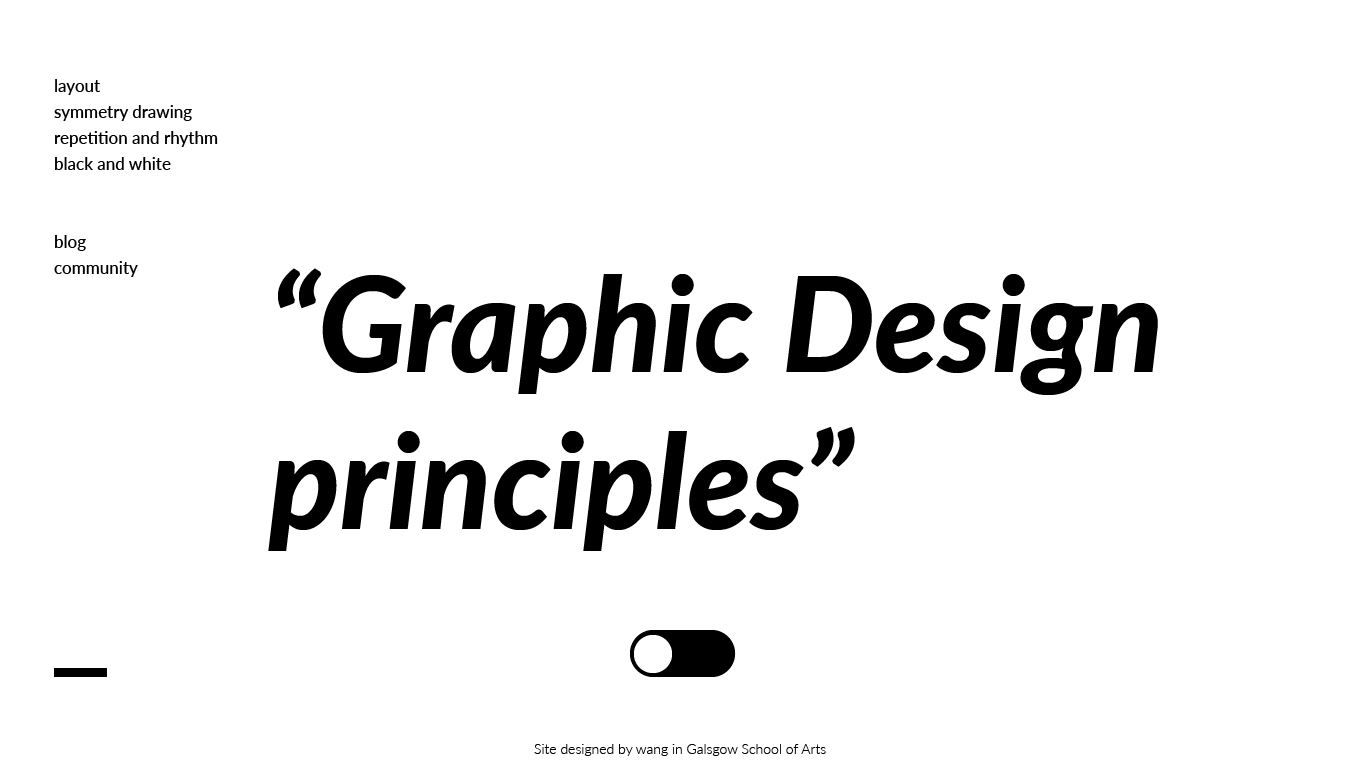 layout
symmetry drawing
repetition and rhythm
black and white
blog
community
“Graphic Design
principles”
Site designed by wang in Galsgow School of Arts